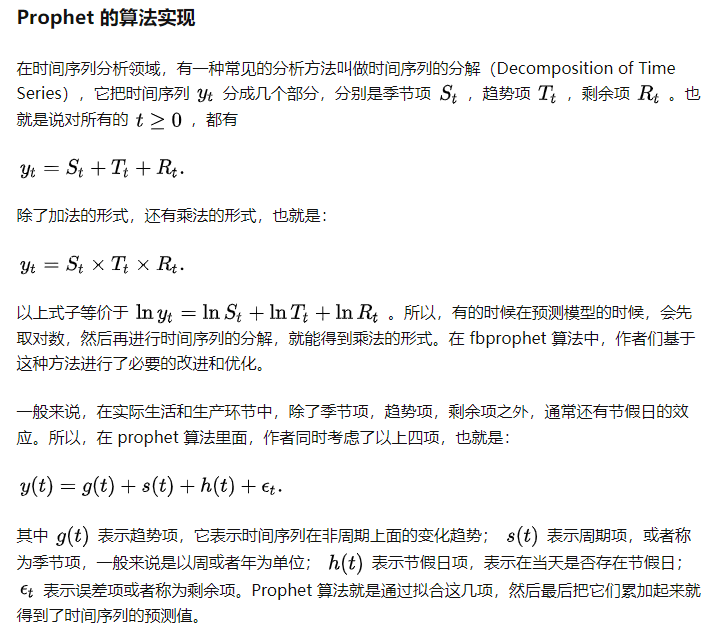 Prophet 的算法实现
在时间序列分析领域，有一种常见的分析方法叫做时间序列的分解（Decomposition of Time
Series），它把时间序列 y_t 分成几个部分，分别是季节项 S_t ，趋势项 T_t ，剩余项 R_t 。也
就是说对所有的 t ≥ 0 ，都有
y_t = S_t + T_t + R_t.
除了加法的形式，还有乘法的形式，也就是：
y_t = S_t × T_t × R_t.
以上式子等价于 ln y_t = ln S_t + ln T_t + ln R_t 。所以，有的时候在预测模型的时候，会先
取对数，然后再进行时间序列的分解，就能得到乘法的形式。在 fbprophet 算法中，作者们基于
这种方法进行了必要的改进和优化。
一般来说，在实际生活和生产环节中，除了季节项，趋势项，剩余项之外，通常还有节假日的效
应。所以，在 prophet 算法里面，作者同时考虑了以上四项，也就是：
y(t) = g(t) + s(t) + h(t) + ϵ_t.
其中 g(t) 表示趋势项，它表示时间序列在非周期上面的变化趋势； s(t) 表示周期项，或者称
为季节项，一般来说是以周或者年为单位； h(t) 表示节假日项，表示在当天是否存在节假日；
ϵ_t 表示误差项或者称为剩余项。Prophet 算法就是通过拟合这几项，然后最后把它们累加起来就
得到了时间序列的预测值。